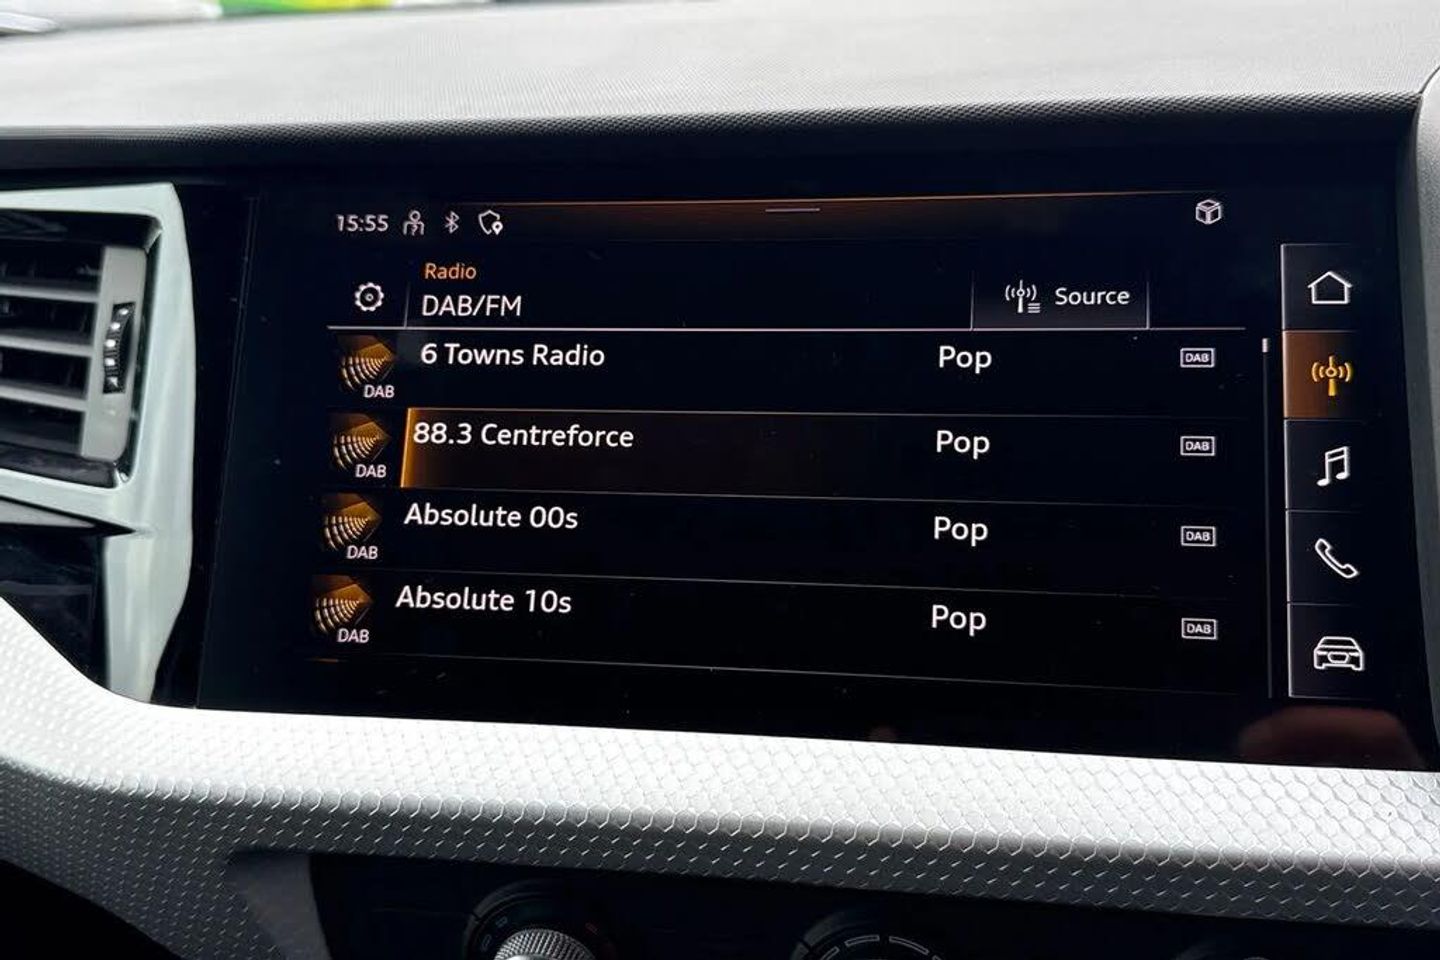 15:55
Radio
DAB/FM
Source
DAB
6 Towns Radio Pop DAB
DAB
88.3 Centreforce Pop DAB
DAB
Absolute 00s Pop DAB
DAB
Absolute 10s Pop DAB